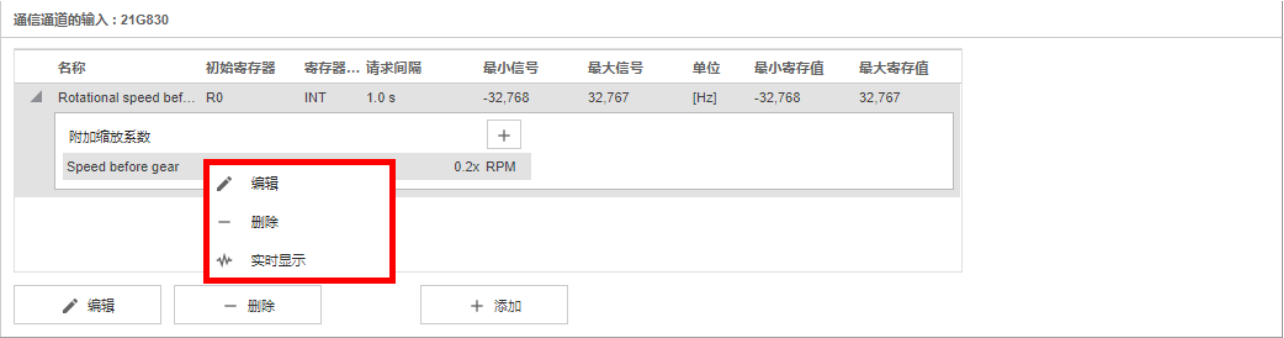 通信通道的输入：21G830
名称 初始寄存器 寄存器... 请求间隔 最小信号 最大信号 单位 最小寄存值 最大寄存值
Rotational speed bef... R0 INT 1.0 s -32,768 32,767 [Hz] -32,768 32,767
附加缩放系数 +
Speed before gear 0.2x RPM
编辑
删除
实时显示
编辑 删除 + 添加